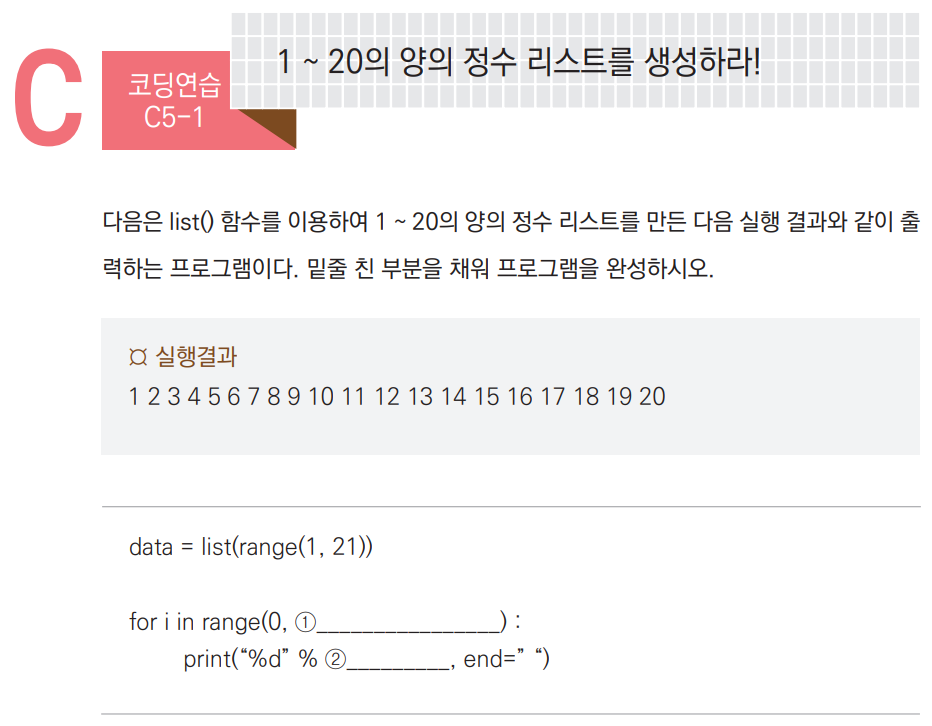 C
코딩연습
C5-1
1 ~ 20의 양의 정수 리스트를 생성하라!
다음은 list() 함수를 이용하여 1 ~ 20의 양의 정수 리스트를 만든 다음 실행 결과와 같이 출
력하는 프로그램이다. 밑줄 친 부분을 채워 프로그램을 완성하시오.
¤ 실행결과
1 2 3 4 5 6 7 8 9 10 11 12 13 14 15 16 17 18 19 20
data = list(range(1, 21))
for i in range(0, ①________________) :
print(“%d” % ②_________, end=” “)